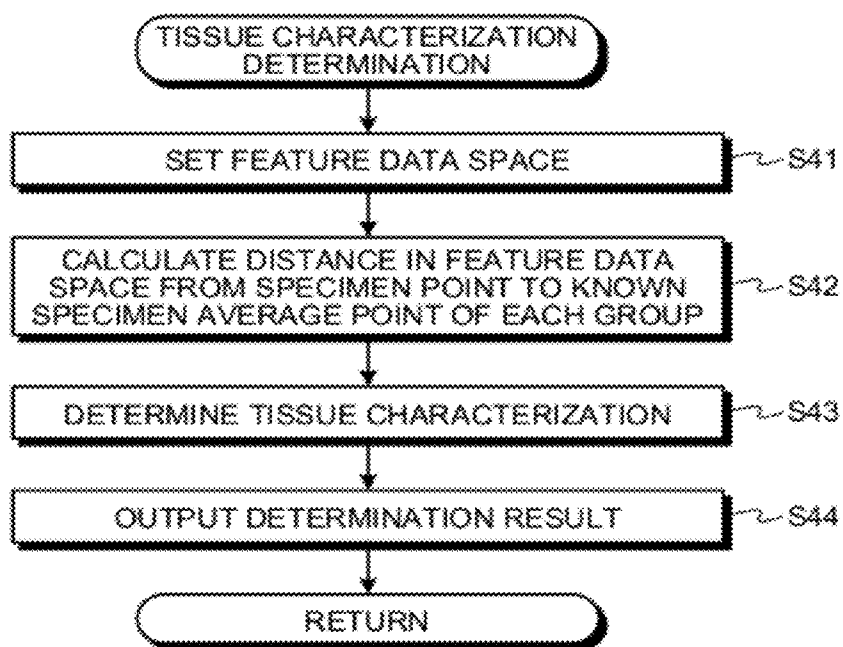 TISSUE CHARACTERIZATION
DETERMINATION
SET FEATURE DATA SPACE
S41
CALCULATE DISTANCE IN FEATURE DATA
SPACE FROM SPECIMEN POINT TO KNOWN
SPECIMEN AVERAGE POINT OF EACH GROUP
S42
DETERMINE TISSUE CHARACTERIZATION
S43
OUTPUT DETERMINATION RESULT
S44
RETURN